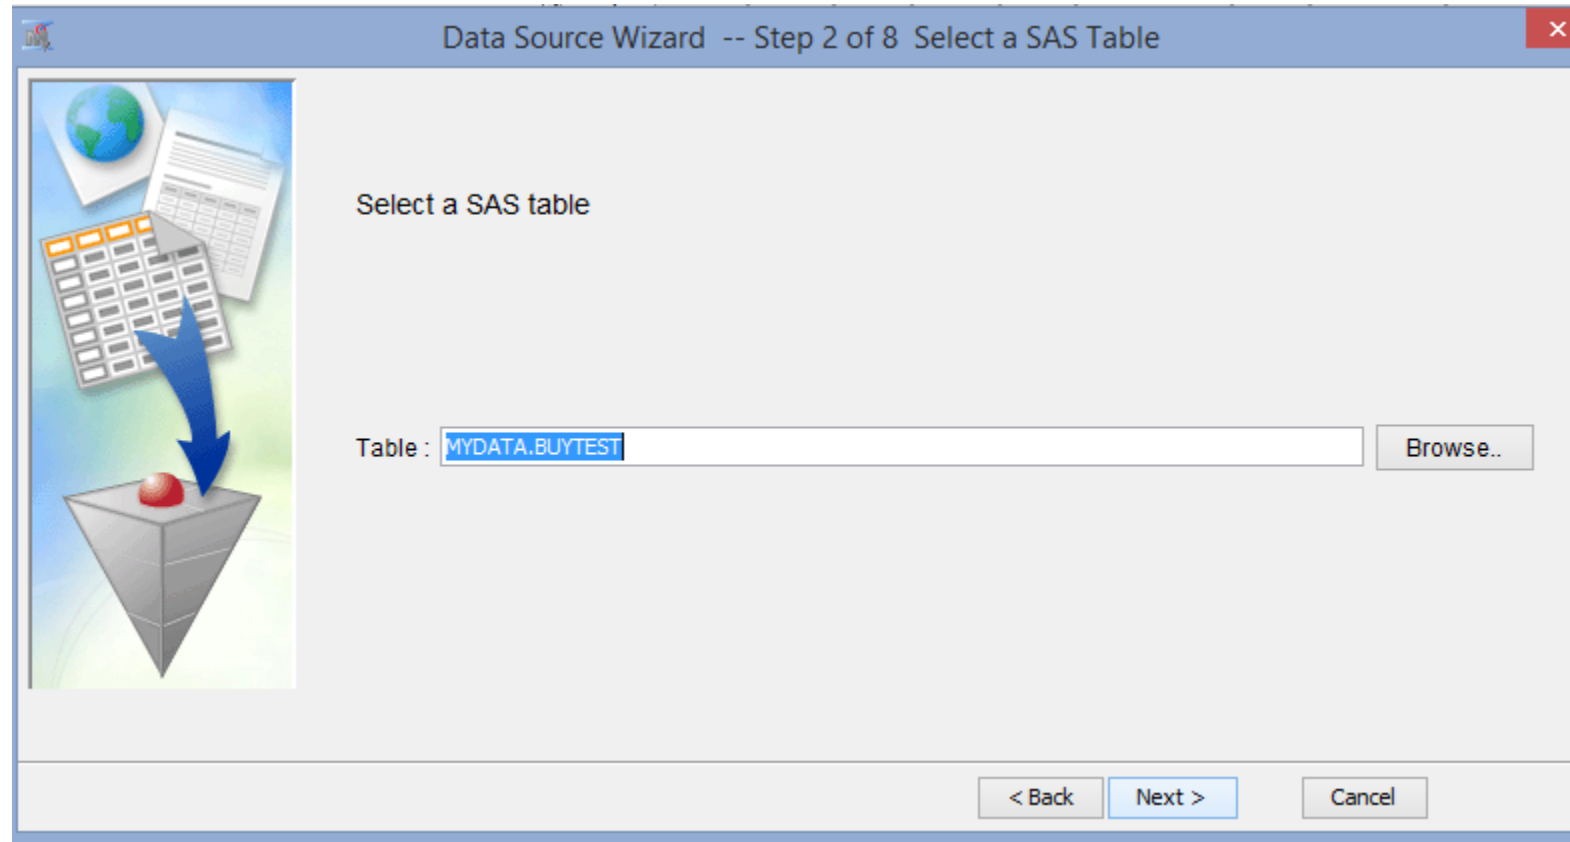 Data Source Wizard -- Step 2 of 8 Select a SAS Table
Select a SAS table
Table : MYDATA.BUYTEST Browse..
< Back Next > Cancel